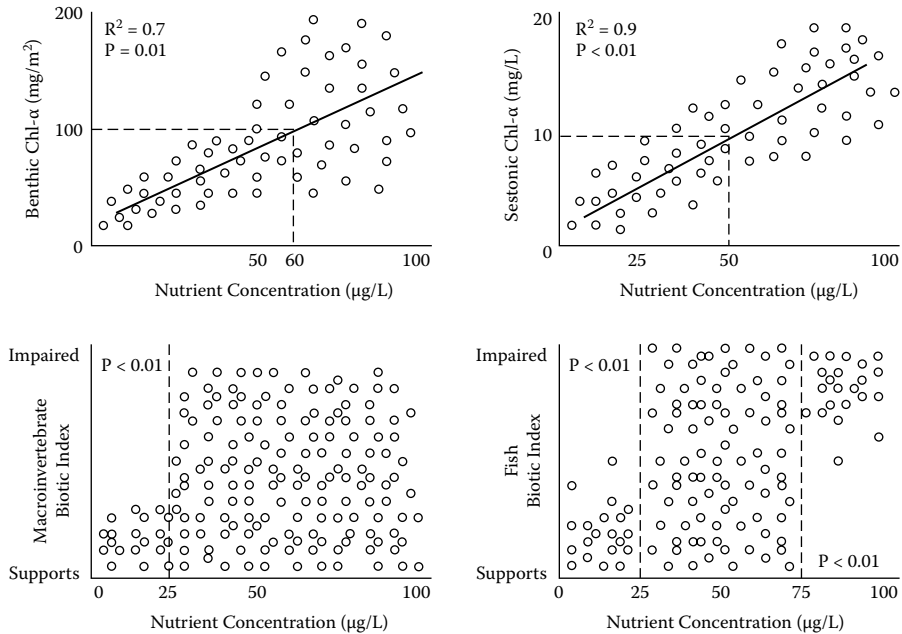 200
R² = 0.7
P = 0.01
100
0
Benthic Chl-α (mg/m²)
50 60 100
Nutrient Concentration (µg/L)
20
R² = 0.9
P < 0.01
10
0
Sestonic Chl-α (mg/L)
25 50 100
Nutrient Concentration (µg/L)
Impaired
P < 0.01
Macroinvertebrate
Biotic Index
Supports
0 25 50 100
Nutrient Concentration (µg/L)
Impaired
P < 0.01
Fish
Biotic Index
P < 0.01
Supports
0 25 50 75 100
Nutrient Concentration (µg/L)